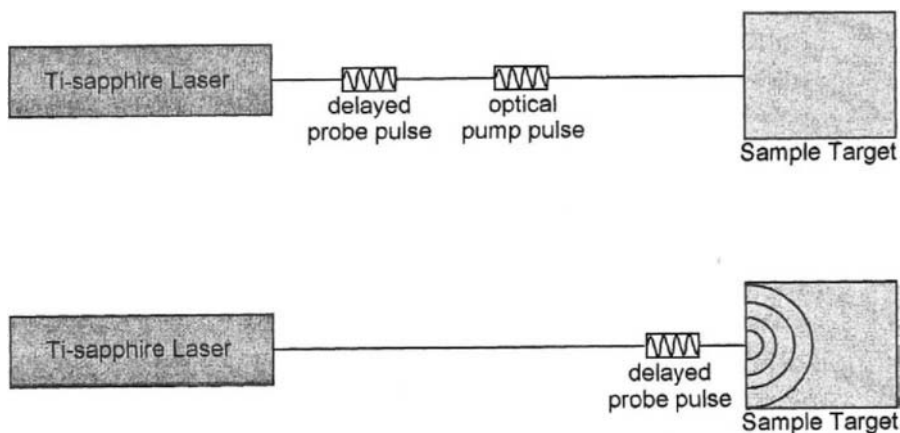 Ti-sapphire Laser
delayed
probe pulse
optical
pump pulse
Sample Target
Ti-sapphire Laser
delayed
probe pulse
Sample Target